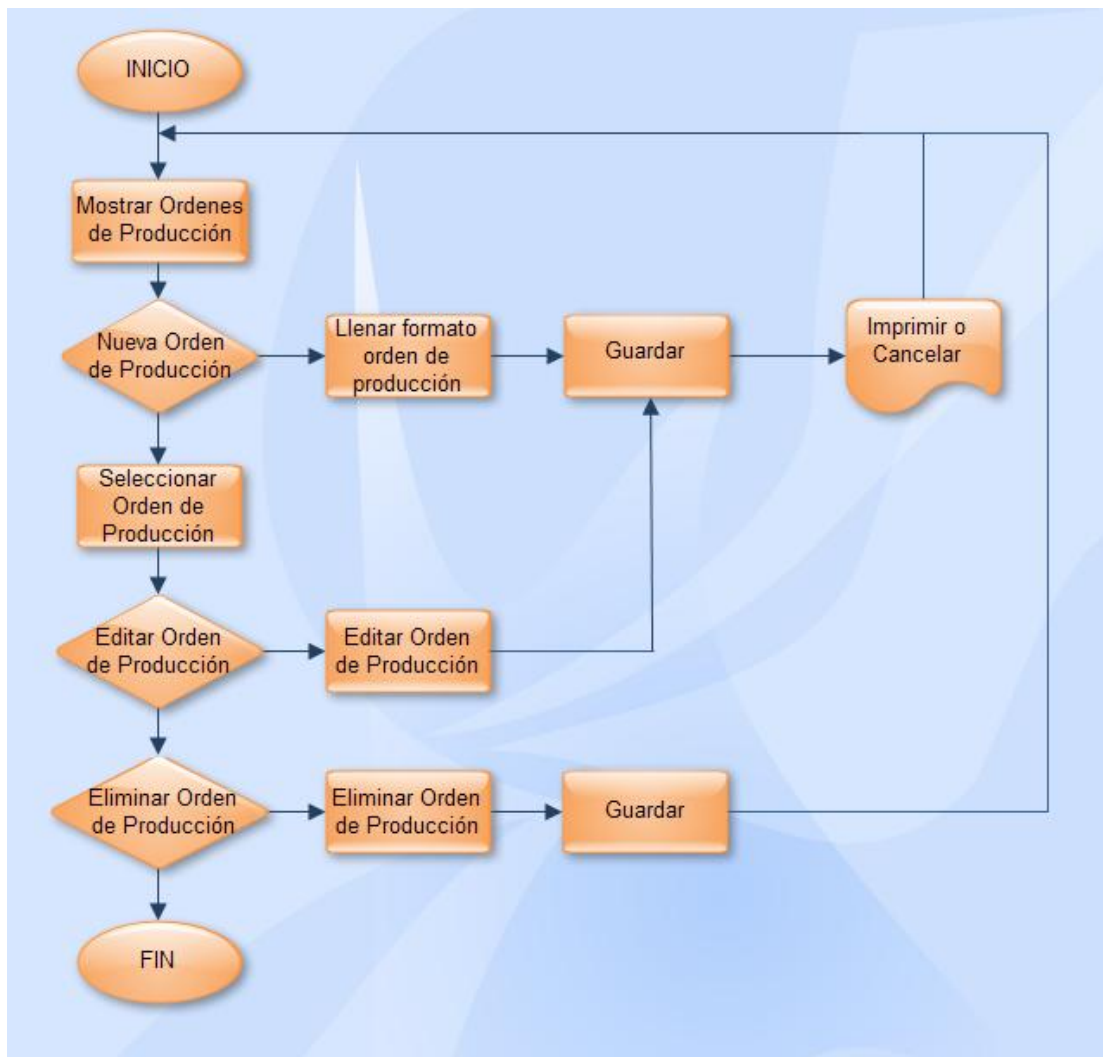 INICIO
Mostrar Ordenes
de Producción
Nueva Orden
de Producción
Llenar formato
orden de
producción
Guardar
Imprimir o
Cancelar
Seleccionar
Orden de
Producción
Editar Orden
de Producción
Editar Orden
de Producción
Eliminar Orden
de Producción
Eliminar Orden
de Producción
Guardar
FIN